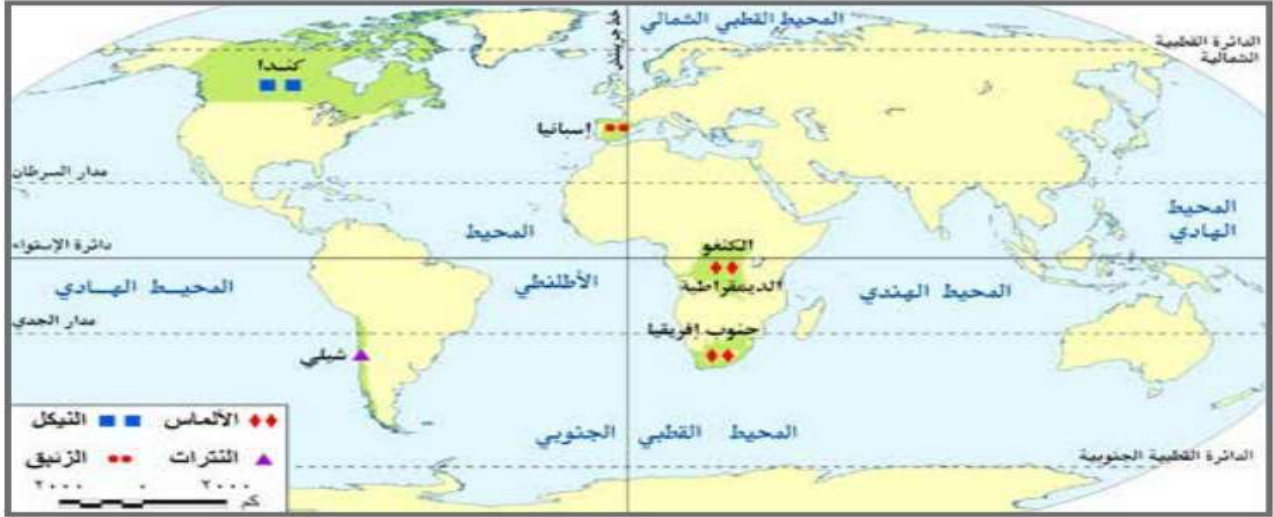 المحيط القطبي الشمالي
خط جرينتش
الدائرة القطبية
الشمالية
كندا
إسبانيا
مدار السرطان
المحيط
الهادي
المحيط
دائرة الإستواء
الكنغو
الديمقراطية
المحيط الهادي
الأطلنطي
المحيط الهندي
مدار الجدي
جنوب إفريقيا
شيلي
المحيط القطبي الجنوبي
الدائرة القطبية الجنوبية
الألماس
النيكل
النترات
الزئبق
٢٠٠٠ ٠ ٢٠٠٠
كم